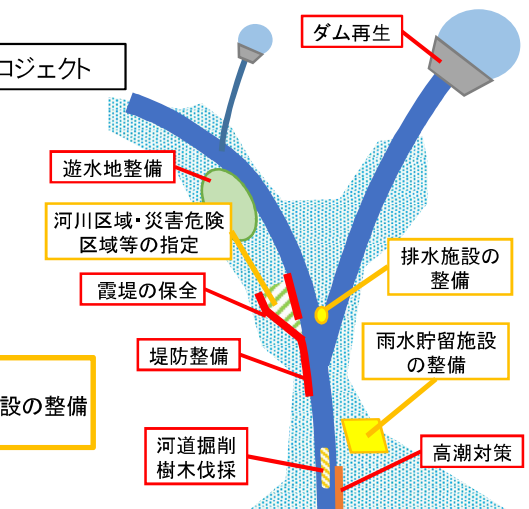 ダム再生
ロジェクト
遊水地整備
河川区域・災害危険
区域等の指定
排水施設の
整備
霞堤の保全
雨水貯留施設
の整備
堤防整備
設の整備
河道掘削
樹木伐採
高潮対策